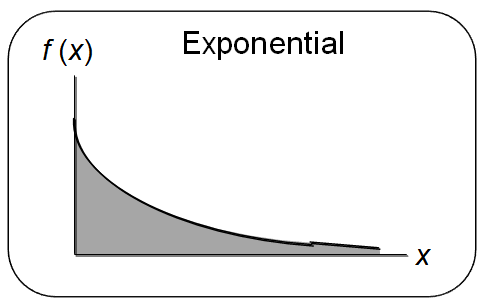 Exponential
f (x)
x